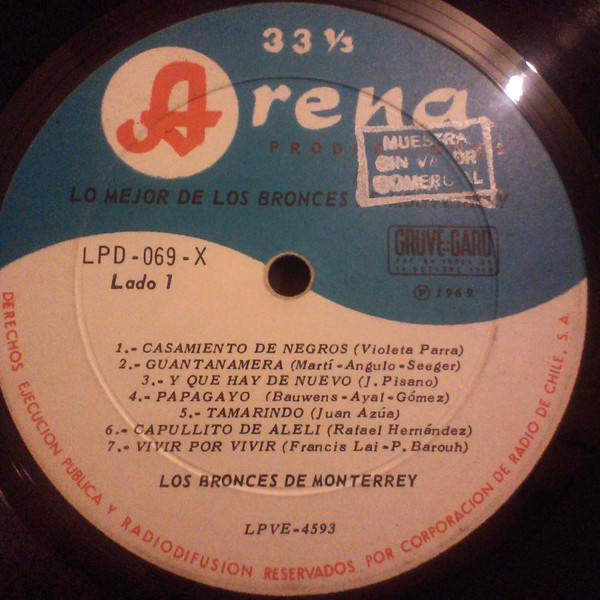 33 1/3
Arena
LO MEJOR DE LOS BRONCES
MUESTRA
SIN VALOR
COMERCIAL
LPD-069-X
Lado 1
GRUVE-GARD
℗ 1969
1.- CASAMIENTO DE NEGROS (Violeta Parra)
2.- GUANTANAMERA (Martí-Angulo-Seeger)
3.- Y QUE HAY DE NUEVO (J. Pisano)
4.- PAPAGAYO (Bauwens-Ayal-Gómez)
5.- TAMARINDO (Juan Azúa)
6.- CAPULLITO DE ALELI (Rafael Hernández)
7.- VIVIR POR VIVIR (Francis Lai-P. Barouh)
LOS BRONCES DE MONTERREY
LPVE-4593
DERECHOS EJECUCION PUBLICA Y RADIODIFUSION RESERVADOS POR CORPORACION DE RADIO DE CHILE, S.A.